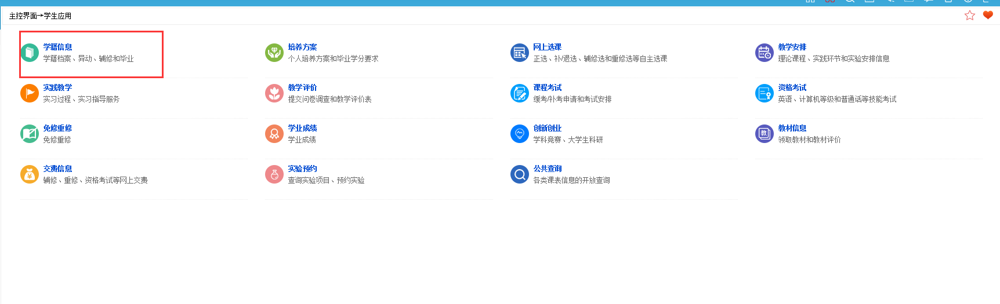 主控界面→学生应用
学籍信息
学籍档案、异动、辅修和毕业
培养方案
个人培养方案和毕业学分要求
网上选课
正选、补/退选、辅修选和重修选等自主选课
教学安排
理论课程、实践环节和实验安排信息
实践教学
实习过程、实习指导服务
教学评价
提交问卷调查和教学评价表
课程考试
缓考/补考申请和考试安排
资格考试
英语、计算机等级和普通话等技能考试
免修重修
免修重修
学业成绩
学业成绩
创新创业
学科竞赛、大学生科研
教
教材信息
领取教材和教材评价
¥
交费信息
辅修、重修、资格考试等网上交费
实验预约
查询实验项目、预约实验
公共查询
各类课表信息的开放查询